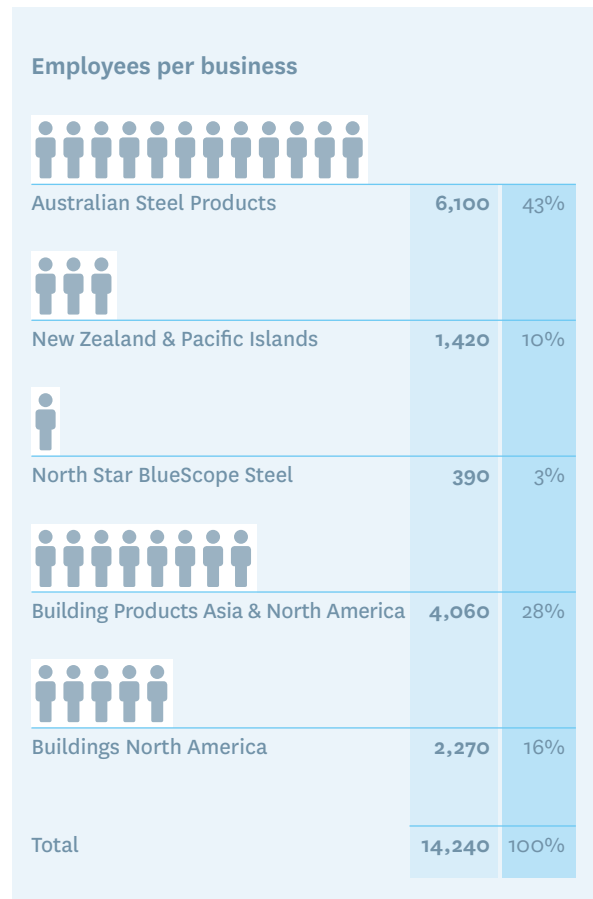 Employees per business
Australian Steel Products 6,100 43%
New Zealand & Pacific Islands 1,420 10%
North Star BlueScope Steel 390 3%
Building Products Asia & North America 4,060 28%
Buildings North America 2,270 16%
Total 14,240 100%